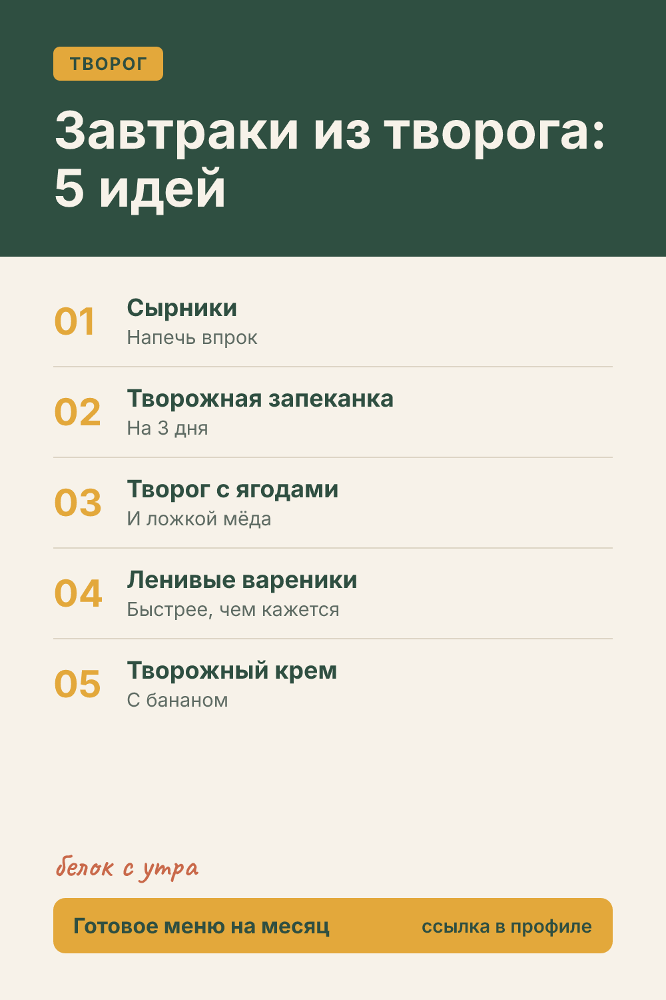 ТВОРОГ
Завтраки из творога:
5 идей
01
Сырники
Напечь впрок
02
Творожная запеканка
На 3 дня
03
Творог с ягодами
И ложкой мёда
04
Ленивые вареники
Быстрее, чем кажется
05
Творожный крем
С бананом
белок с утра
Готовое меню на месяц
ссылка в профиле